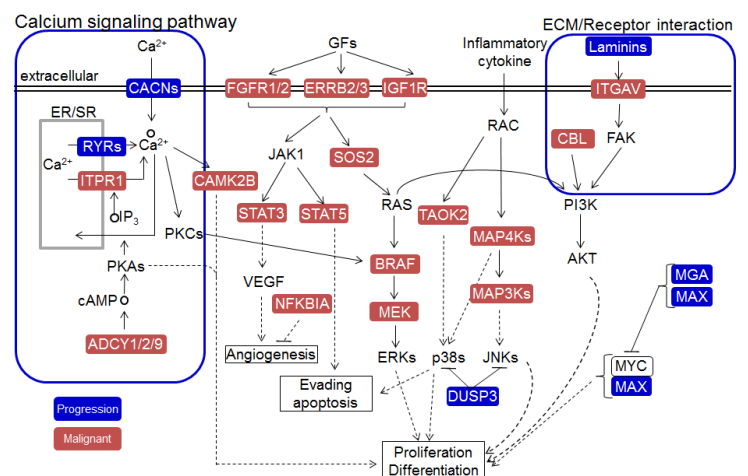 Calcium signaling pathway
ECM/Receptor interaction
Ca2+
GFs
Inflammatory
cytokine
Laminins
extracellular
CACNs
FGFR1/2
ERRB2/3
IGF1R
ITGAV
ER/SR
RYRs
Ca2+
Ca2+
ITPR1
IP3
CAMK2B
JAK1
SOS2
RAC
CBL
FAK
STAT3
STAT5
RAS
TAOK2
PI3K
PKCs
MAP4Ks
AKT
PKAs
BRAF
MGA
MAX
VEGF
MAP3Ks
cAMP
NFKBIA
MEK
ADCY1/2/9
Angiogenesis
ERKs
p38s
JNKs
MYC
MAX
Evading
apoptosis
DUSP3
Progression
Malignant
Proliferation
Differentiation